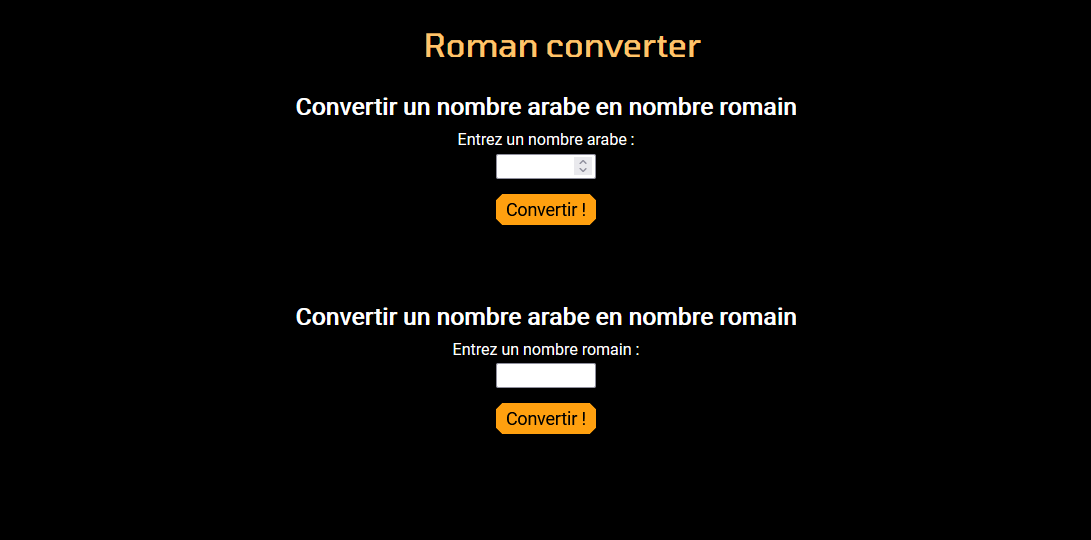 Roman converter
Convertir un nombre arabe en nombre romain
Entrez un nombre arabe :
Convertir !
Convertir un nombre arabe en nombre romain
Entrez un nombre romain :
Convertir !